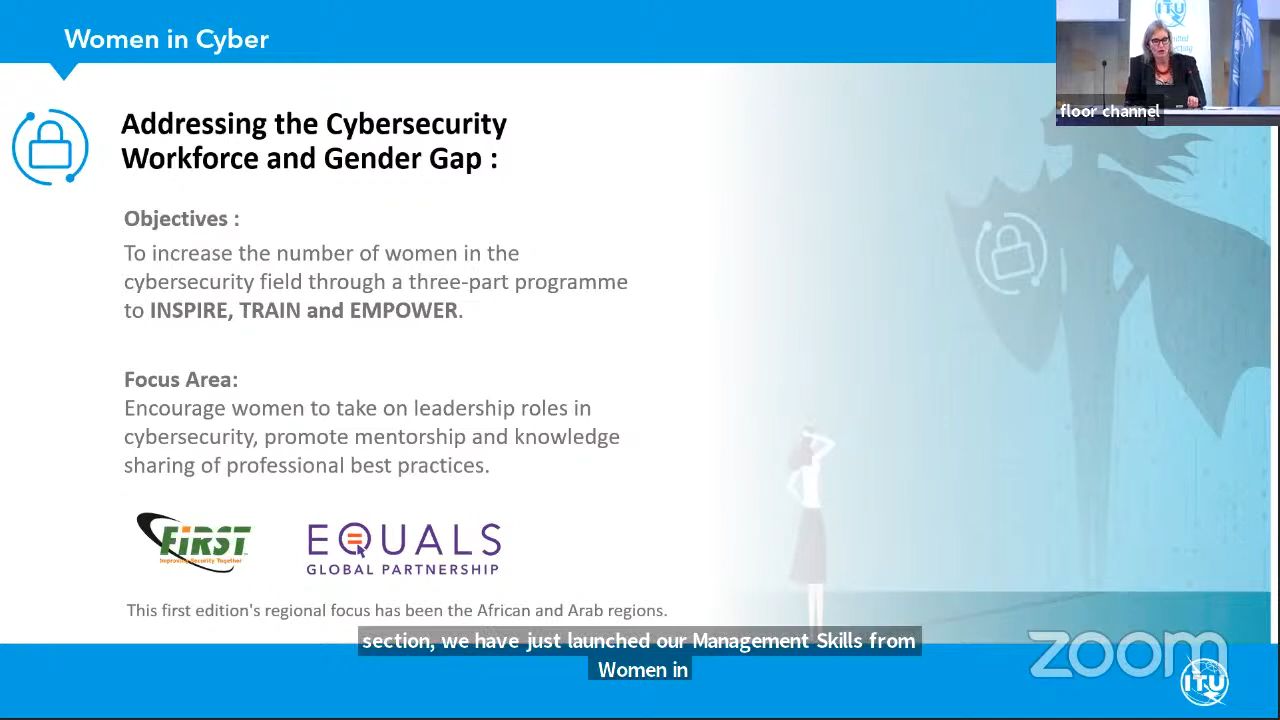 Women in Cyber
ITU
floor channel
Addressing the Cybersecurity
Workforce and Gender Gap :
Objectives :
To increase the number of women in the
cybersecurity field through a three-part programme
to INSPIRE, TRAIN and EMPOWER.
Focus Area:
Encourage women to take on leadership roles in
cybersecurity, promote mentorship and knowledge
sharing of professional best practices.
FIRST
Improving Security Together
EQUALS
GLOBAL PARTNERSHIP
This first edition's regional focus has been the African and Arab regions.
section, we have just launched our Management Skills from
Women in
zoom
ITU